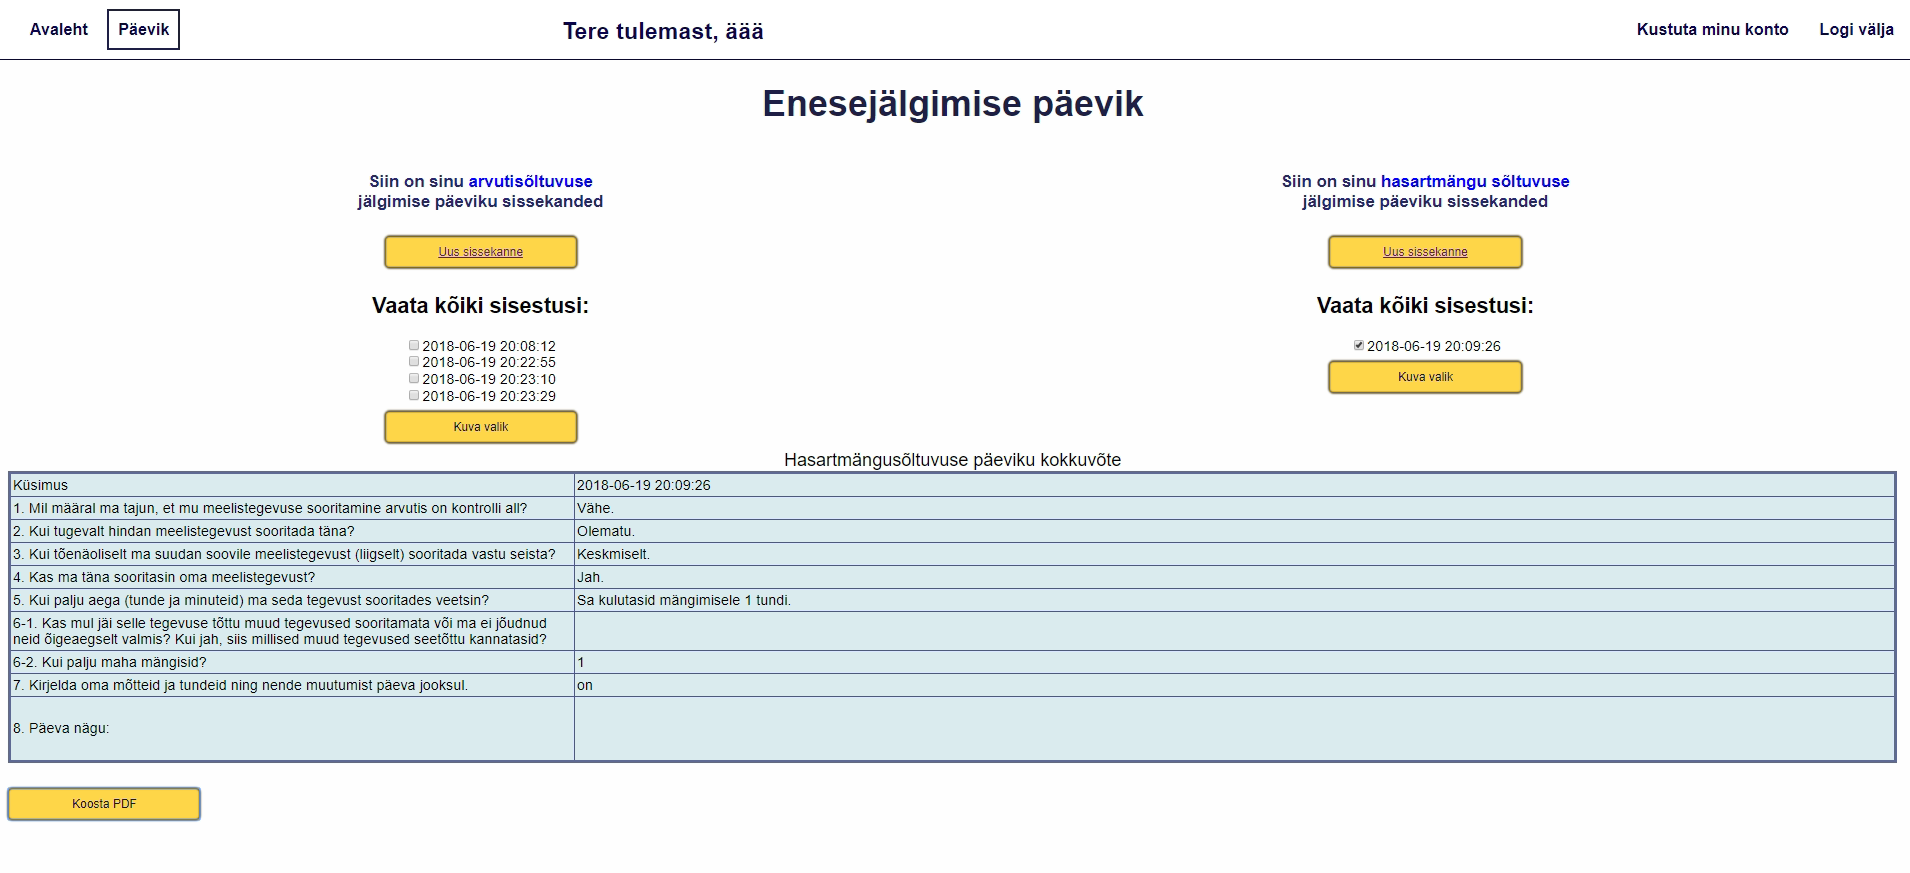 Avaleht
Päevik
Tere tulemast, äää
Kustuta minu konto
Logi välja
Enesejälgimise päevik
Siin on sinu arvutisõltuvuse
jälgimise päeviku sissekanded
Uus sissekanne
Vaata kõiki sisestusi:
2018-06-19 20:08:12
2018-06-19 20:22:55
2018-06-19 20:23:10
2018-06-19 20:23:29
Kuva valik
Siin on sinu hasartmängu sõltuvuse
jälgimise päeviku sissekanded
Uus sissekanne
Vaata kõiki sisestusi:
2018-06-19 20:09:26
Kuva valik
Hasartmängusõltuvuse päeviku kokkuvõte
Küsimus
2018-06-19 20:09:26
1. Mil määral ma tajun, et mu meelistegevuse sooritamine arvutis on kontrolli all?
Vähe.
2. Kui tugevalt hindan meelistegevust sooritada täna?
Olematu.
3. Kui tõenäoliselt ma suudan soovile meelistegevust (liigselt) sooritada vastu seista?
Keskmiselt.
4. Kas ma täna sooritasin oma meelistegevust?
Jah.
5. Kui palju aega (tunde ja minuteid) ma seda tegevust sooritades veetsin?
Sa kulutasid mängimisele 1 tundi.
6-1. Kas mul jäi selle tegevuse tõttu muud tegevused sooritamata või ma ei jõudnud
neid õigeaegselt valmis? Kui jah, siis millised muud tegevused seetõttu kannatasid?
6-2. Kui palju maha mängisid?
1
7. Kirjelda oma mõtteid ja tundeid ning nende muutumist päeva jooksul.
on
8. Päeva nägu:
Koosta PDF